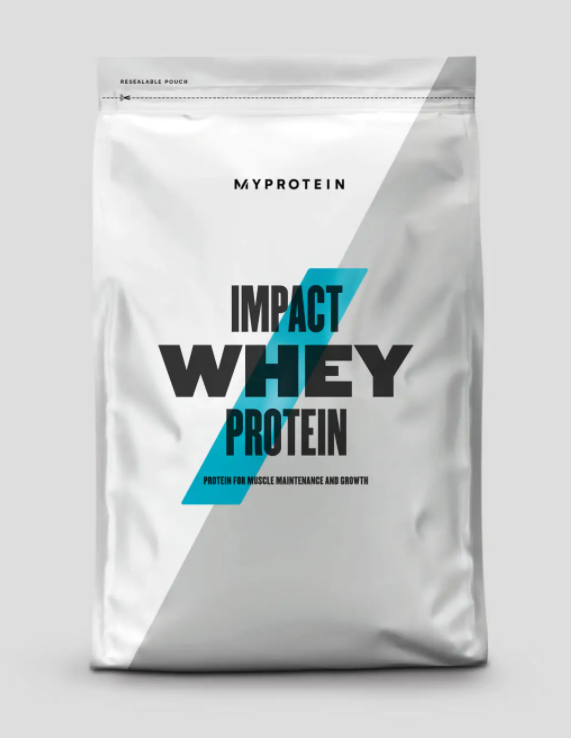 RESEALABLE POUCH
MYPROTEIN
IMPACT
WHEY
PROTEIN
PROTEIN FOR MUSCLE MAINTENANCE AND GROWTH